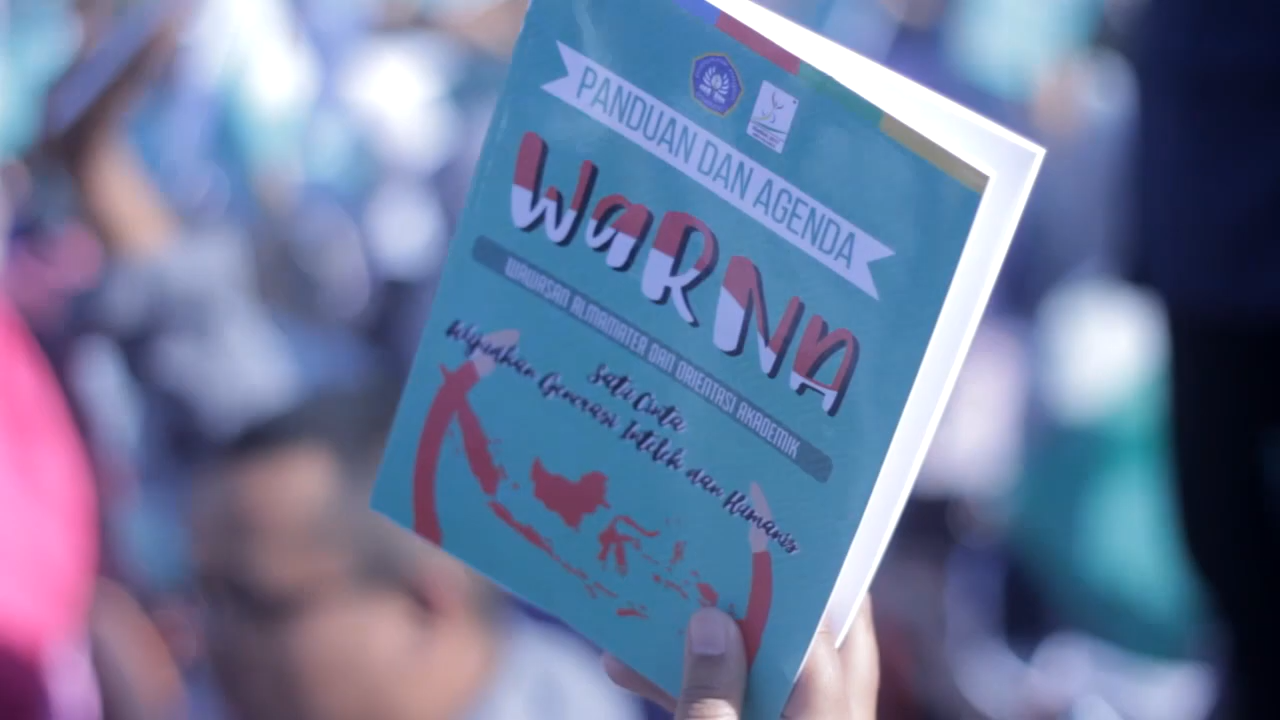 PANDUAN DAN AGENDA
WaRNA
WAWASAN ALMAMATER DAN ORIENTASI AKADEMIK
Satu Cinta
Wujudkan Generasi Intelek dan Humanis